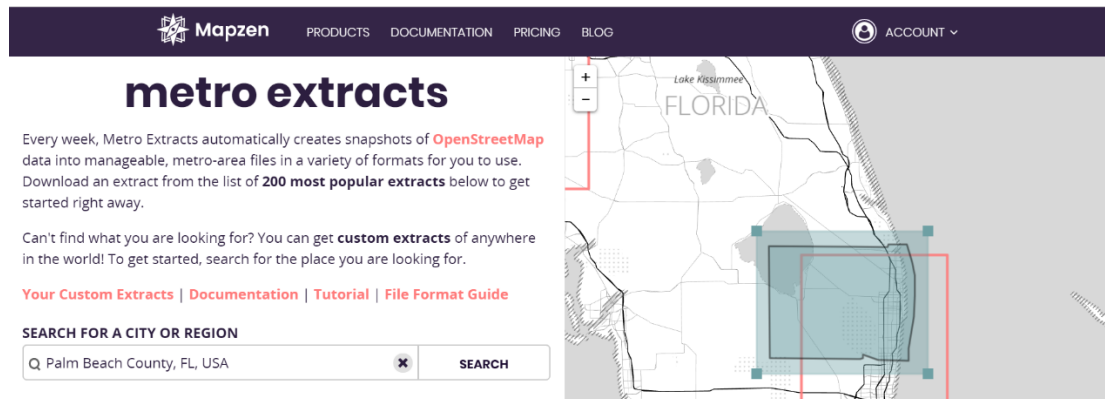 Mapzen PRODUCTS DOCUMENTATION PRICING BLOG ACCOUNT
metro extracts
Every week, Metro Extracts automatically creates snapshots of OpenStreetMap
data into manageable, metro-area files in a variety of formats for you to use.
Download an extract from the list of 200 most popular extracts below to get
started right away.
Can't find what you are looking for? You can get custom extracts of anywhere
in the world! To get started, search for the place you are looking for.
Your Custom Extracts | Documentation | Tutorial | File Format Guide
SEARCH FOR A CITY OR REGION
Palm Beach County, FL, USA SEARCH
+
−
Lake Kissimmee
FLORIDA